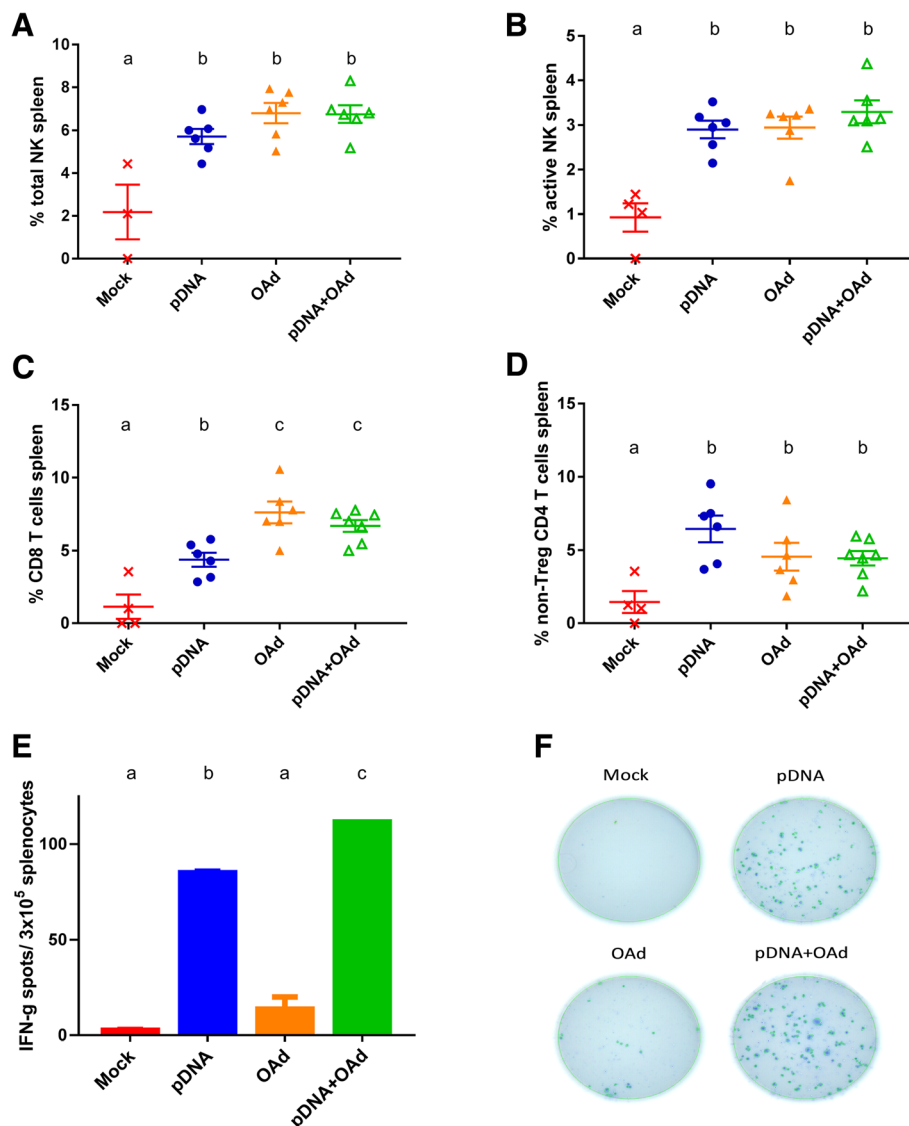 A
a b b b
% total NK spleen
8
6
4
2
0
Mock pDNA OAd pDNA+OAd
B
a b b b
% active NK spleen
5
4
3
2
1
0
Mock pDNA OAd pDNA+OAd
C
a b c c
% CD8 T cells spleen
15
10
5
0
Mock pDNA OAd pDNA+OAd
D
a b b b
% non-Treg CD4 T cells spleen
15
10
5
0
Mock pDNA OAd pDNA+OAd
E
a b a c
IFN-g spots/ 3x10⁵ splenocytes
100
50
0
Mock pDNA OAd pDNA+OAd
F
Mock pDNA
OAd pDNA+OAd